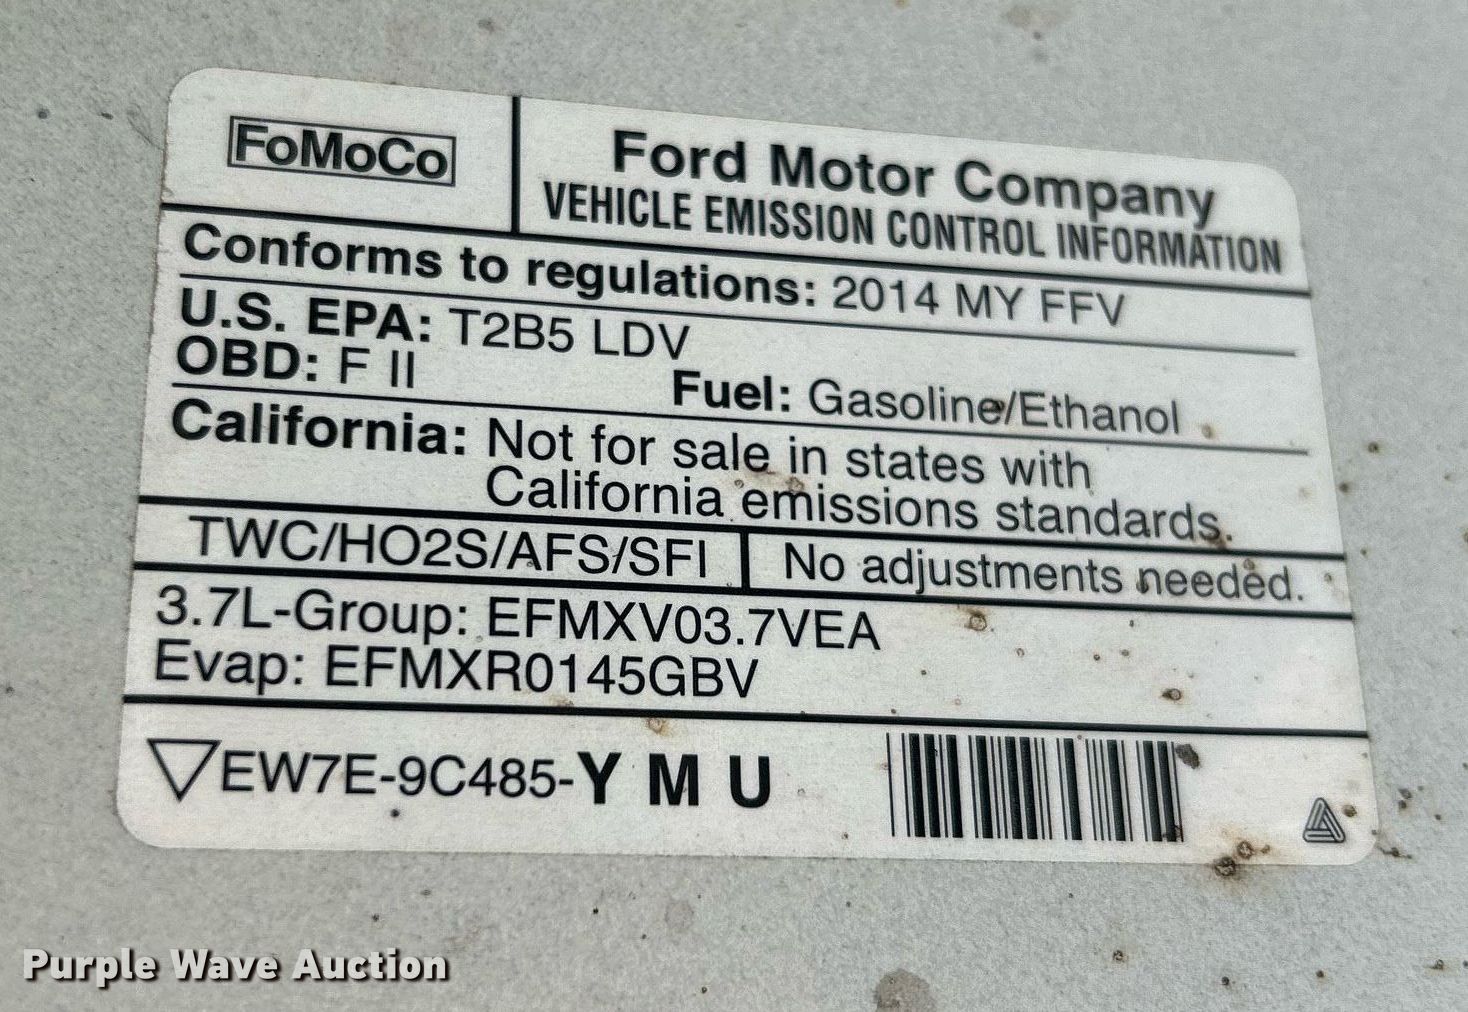 FoMoCo
Ford Motor Company
VEHICLE EMISSION CONTROL INFORMATION
Conforms to regulations: 2014 MY FFV
U.S. EPA: T2B5 LDV
OBD: F II
Fuel: Gasoline/Ethanol
California: Not for sale in states with
California emissions standards.
TWC/HO2S/AFS/SFI
No adjustments needed.
3.7L-Group: EFMXV03.7VEA
Evap: EFMXR0145GBV
EW7E-9C485-Y M U
Purple Wave Auction